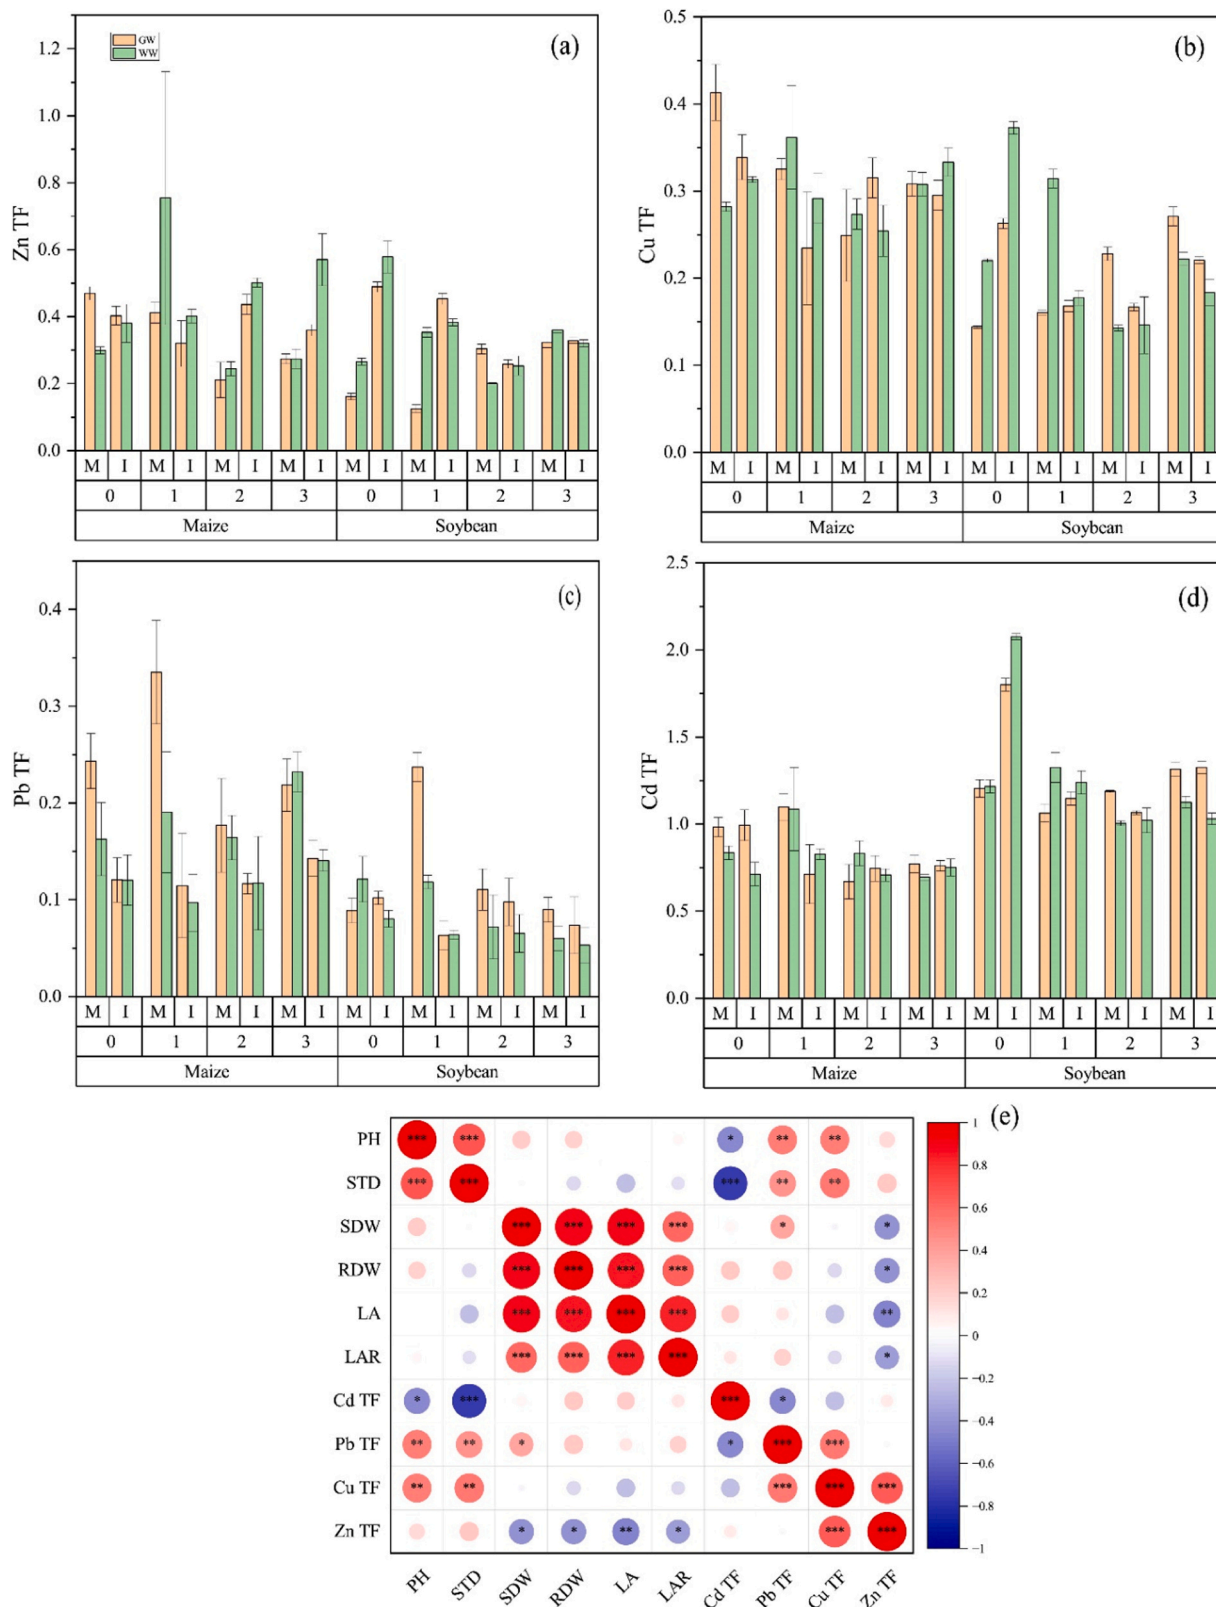 (a)
GW
WW
Zn TF
1.2
1.0
0.8
0.6
0.4
0.2
0.0
M I M I M I M I M I M I M I M I
0 1 2 3 0 1 2 3
Maize Soybean
(b)
Cu TF
0.5
0.4
0.3
0.2
0.1
0.0
M I M I M I M I M I M I M I M I
0 1 2 3 0 1 2 3
Maize Soybean
(c)
Pb TF
0.4
0.3
0.2
0.1
0.0
M I M I M I M I M I M I M I M I
0 1 2 3 0 1 2 3
Maize Soybean
(d)
Cd TF
2.5
2.0
1.5
1.0
0.5
0.0
M I M I M I M I M I M I M I M I
0 1 2 3 0 1 2 3
Maize Soybean
(e)
PH *** *** * ** **
STD *** *** *** ** **
SDW *** *** *** *** * *
RDW *** *** *** *** *
LA *** *** *** *** **
LAR *** *** *** *** *
Cd TF * *** *** *
Pb TF ** ** * * *** ***
Cu TF ** ** *** *** ***
Zn TF * * ** * *** ***
PH STD SDW RDW LA LAR Cd TF Pb TF Cu TF Zn TF
1
0.8
0.6
0.4
0.2
0
-0.2
-0.4
-0.6
-0.8
-1